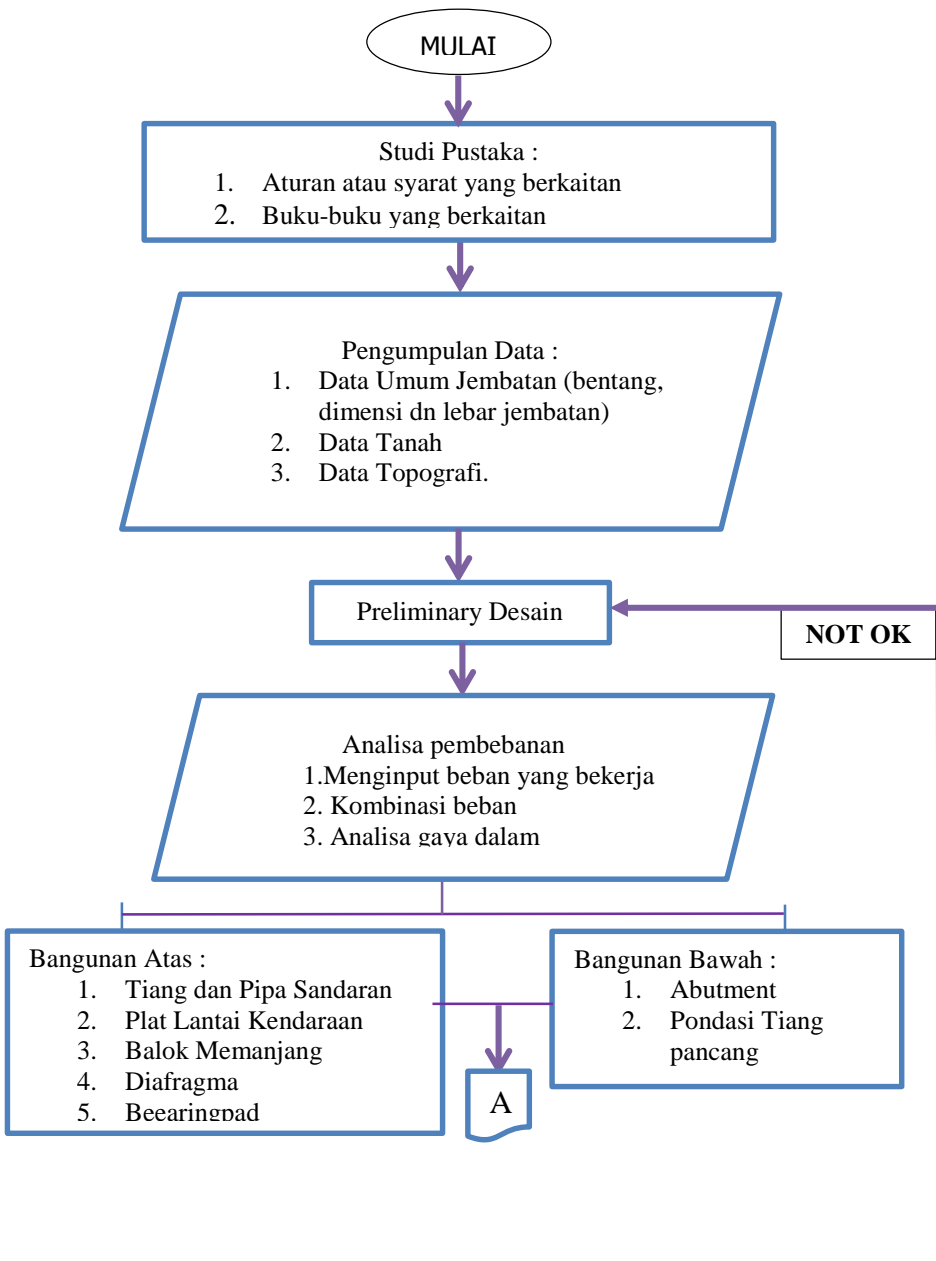 MULAI
Studi Pustaka :
1. Aturan atau syarat yang berkaitan
2. Buku-buku yang berkaitan
Pengumpulan Data :
1. Data Umum Jembatan (bentang,
dimensi dn lebar jembatan)
2. Data Tanah
3. Data Topografi.
Preliminary Desain
NOT OK
Analisa pembebanan
1.Menginput beban yang bekerja
2. Kombinasi beban
3. Analisa gaya dalam
Bangunan Atas :
1. Tiang dan Pipa Sandaran
2. Plat Lantai Kendaraan
3. Balok Memanjang
4. Diafragma
5. Beearingpad
Bangunan Bawah :
1. Abutment
2. Pondasi Tiang
pancang
A